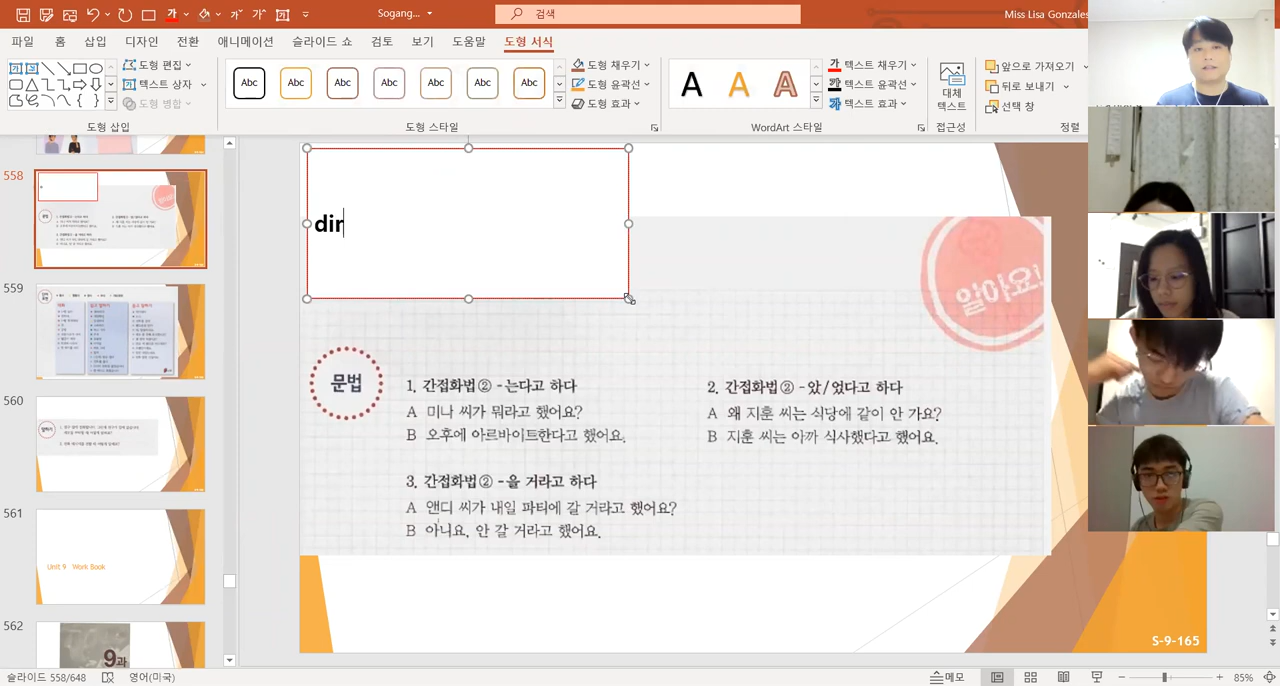 Sogang...
검색
Miss Lisa Gonzales
파일 홈 삽입 디자인 전환 애니메이션 슬라이드 쇼 검토 보기 도움말 도형 서식
도형 편집
텍스트 상자
도형 병합
도형 삽입
Abc Abc Abc Abc Abc Abc Abc
도형 채우기
도형 윤곽선
도형 효과
도형 스타일
A A A
텍스트 채우기
텍스트 윤곽선
텍스트 효과
WordArt 스타일
대체
텍스트
접근성
앞으로 가져오기
뒤로 보내기
선택 창
정렬
558
559
560
561
Unit 9 Work Book
562
9과
dir
알아요!
문법
1. 간접화법② -는다고 하다
A 미나 씨가 뭐라고 했어요?
B 오후에 아르바이트한다고 했어요.
2. 간접화법② -았/었다고 하다
A 왜 지훈 씨는 식당에 같이 안 가요?
B 지훈 씨는 아까 식사했다고 했어요.
3. 간접화법② -을 거라고 하다
A 앤디 씨가 내일 파티에 갈 거라고 했어요?
B 아니요, 안 갈 거라고 했어요.
S-9-165
슬라이드 558/648
영어(미국)
메모
85%